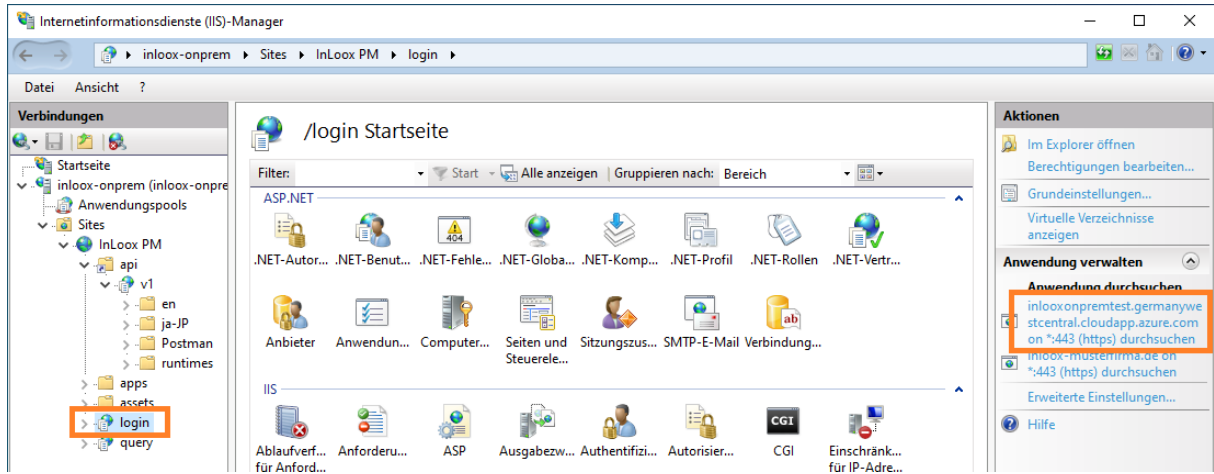 Internetinformationsdienste (IIS)-Manager
inloox-onprem Sites InLoox PM login
Datei Ansicht ?
Verbindungen
Startseite
inloox-onprem (inloox-onpre
Anwendungspools
Sites
InLoox PM
api
v1
en
ja-JP
Postman
runtimes
apps
assets
login
query
/login Startseite
Filter: Start Alle anzeigen Gruppieren nach: Bereich
ASP.NET
404
.NET-Autor... .NET-Benut... .NET-Fehle... .NET-Globa... .NET-Komp... .NET-Profil .NET-Rollen .NET-Vertr...
ab
Anbieter Anwendun... Computer... Seiten und Sitzungszus... SMTP-E-Mail Verbindung...
Steuerele...
IIS
CGI
Ablaufverf... Anforderu... ASP Ausgabezw... Authentifizi... Autorisier... CGI Einschränk...
für Anford... für IP-Adre...
Aktionen
Im Explorer öffnen
Berechtigungen bearbeiten...
Grundeinstellungen...
Virtuelle Verzeichnisse
anzeigen
Anwendung verwalten
Anwendung durchsuchen
inlooxonpremtest.germanywe
stcentral.cloudapp.azure.com
on *:443 (https) durchsuchen
inloox-musterfirma.de on
*:443 (https) durchsuchen
Erweiterte Einstellungen...
Hilfe